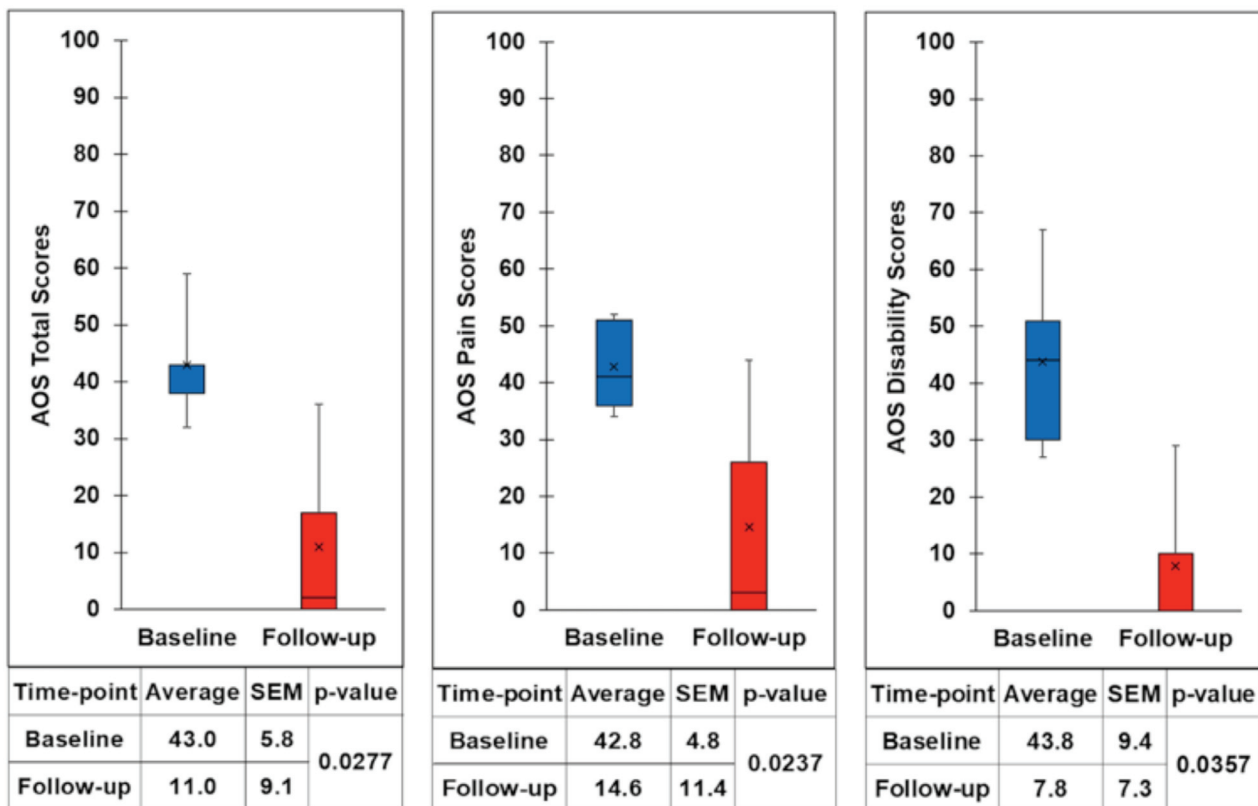 AOS Total Scores
100
90
80
70
60
50
40
30
20
10
0
Baseline Follow-up
Time-point Average SEM p-value
Baseline 43.0 5.8 0.0277
Follow-up 11.0 9.1
AOS Pain Scores
100
90
80
70
60
50
40
30
20
10
0
Baseline Follow-up
Time-point Average SEM p-value
Baseline 42.8 4.8 0.0237
Follow-up 14.6 11.4
AOS Disability Scores
100
90
80
70
60
50
40
30
20
10
0
Baseline Follow-up
Time-point Average SEM p-value
Baseline 43.8 9.4 0.0357
Follow-up 7.8 7.3